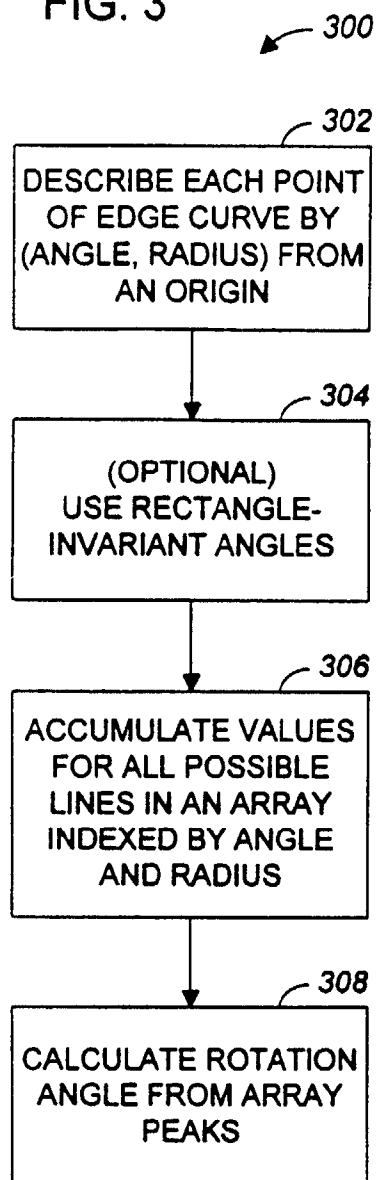 FIG. 3
300
302
DESCRIBE EACH POINT
OF EDGE CURVE BY
(ANGLE, RADIUS) FROM
AN ORIGIN
304
(OPTIONAL)
USE RECTANGLE-
INVARIANT ANGLES
306
ACCUMULATE VALUES
FOR ALL POSSIBLE
LINES IN AN ARRAY
INDEXED BY ANGLE
AND RADIUS
308
CALCULATE ROTATION
ANGLE FROM ARRAY
PEAKS